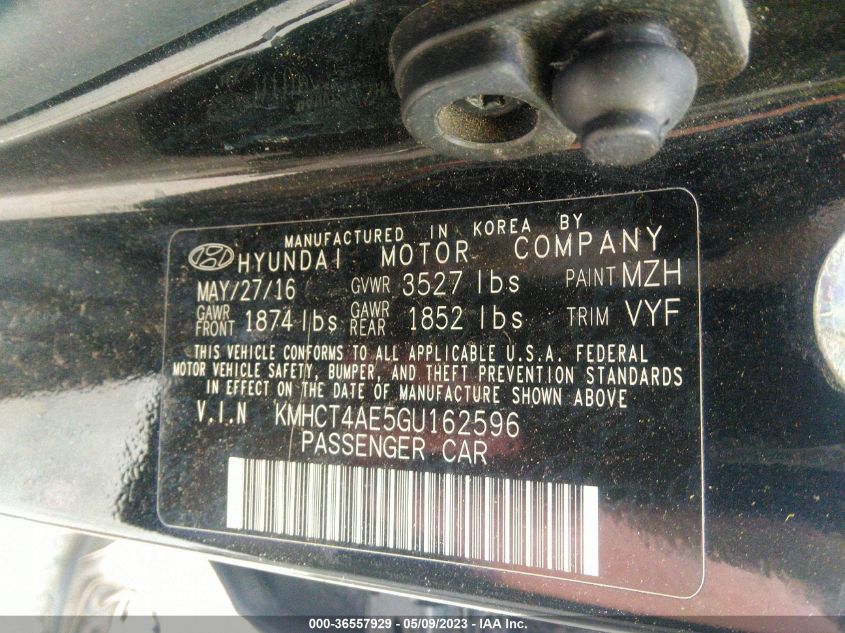 MANUFACTURED IN KOREA BY
HYUNDAI MOTOR COMPANY
MAY/27/16 GVWR 3527 lbs PAINT MZH
GAWR FRONT 1874 lbs GAWR REAR 1852 lbs TRIM VYF
THIS VEHICLE CONFORMS TO ALL APPLICABLE U.S.A. FEDERAL
MOTOR VEHICLE SAFETY, BUMPER, AND THEFT PREVENTION STANDARDS
IN EFFECT ON THE DATE OF MANUFACTURE SHOWN ABOVE
V.I.N KMHCT4AE5GU162596
PASSENGER CAR
000-36557929 - 05/09/2023 - IAA Inc.